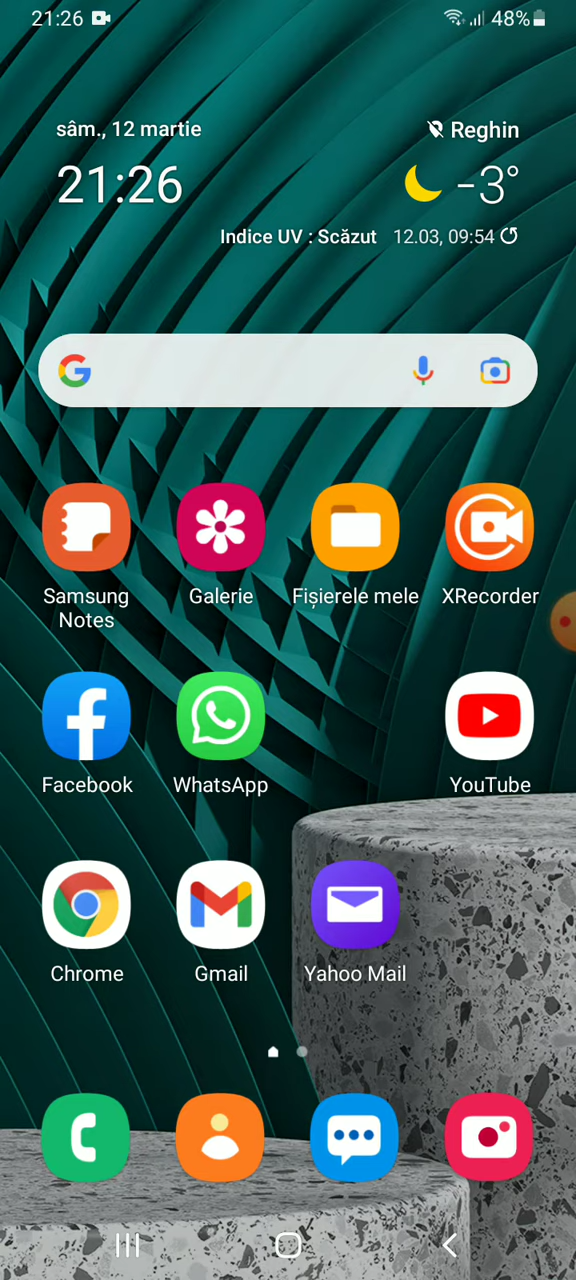 21:26
48%
sâm., 12 martie
Reghin
21:26
-3°
Indice UV : Scăzut 12.03, 09:54
Samsung Notes
Galerie
Fișierele mele
XRecorder
Facebook
WhatsApp
YouTube
Chrome
Gmail
Yahoo Mail